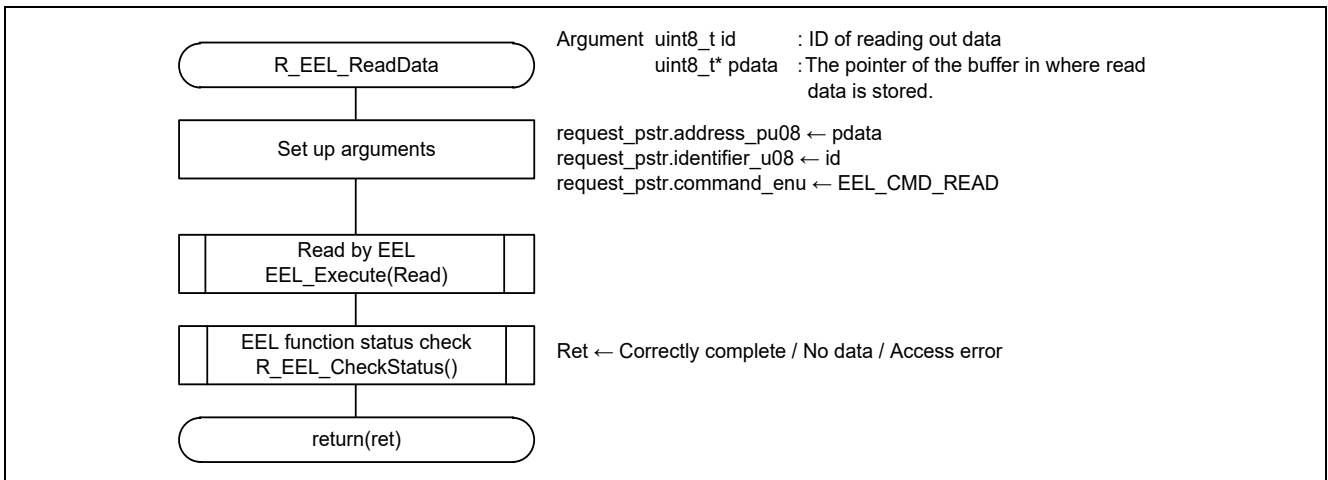 R_EEL_ReadData
Argument uint8_t id : ID of reading out data
uint8_t* pdata : The pointer of the buffer in where read
data is stored.
Set up arguments
request_pstr.address_pu08 ← pdata
request_pstr.identifier_u08 ← id
request_pstr.command_enu ← EEL_CMD_READ
Read by EEL
EEL_Execute(Read)
EEL function status check
R_EEL_CheckStatus()
Ret ← Correctly complete / No data / Access error
return(ret)